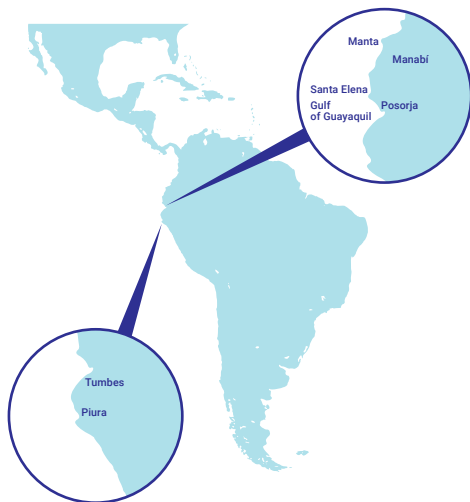 Manta
Manabí
Santa Elena
Gulf
of Guayaquil
Posorja
Tumbes
Piura